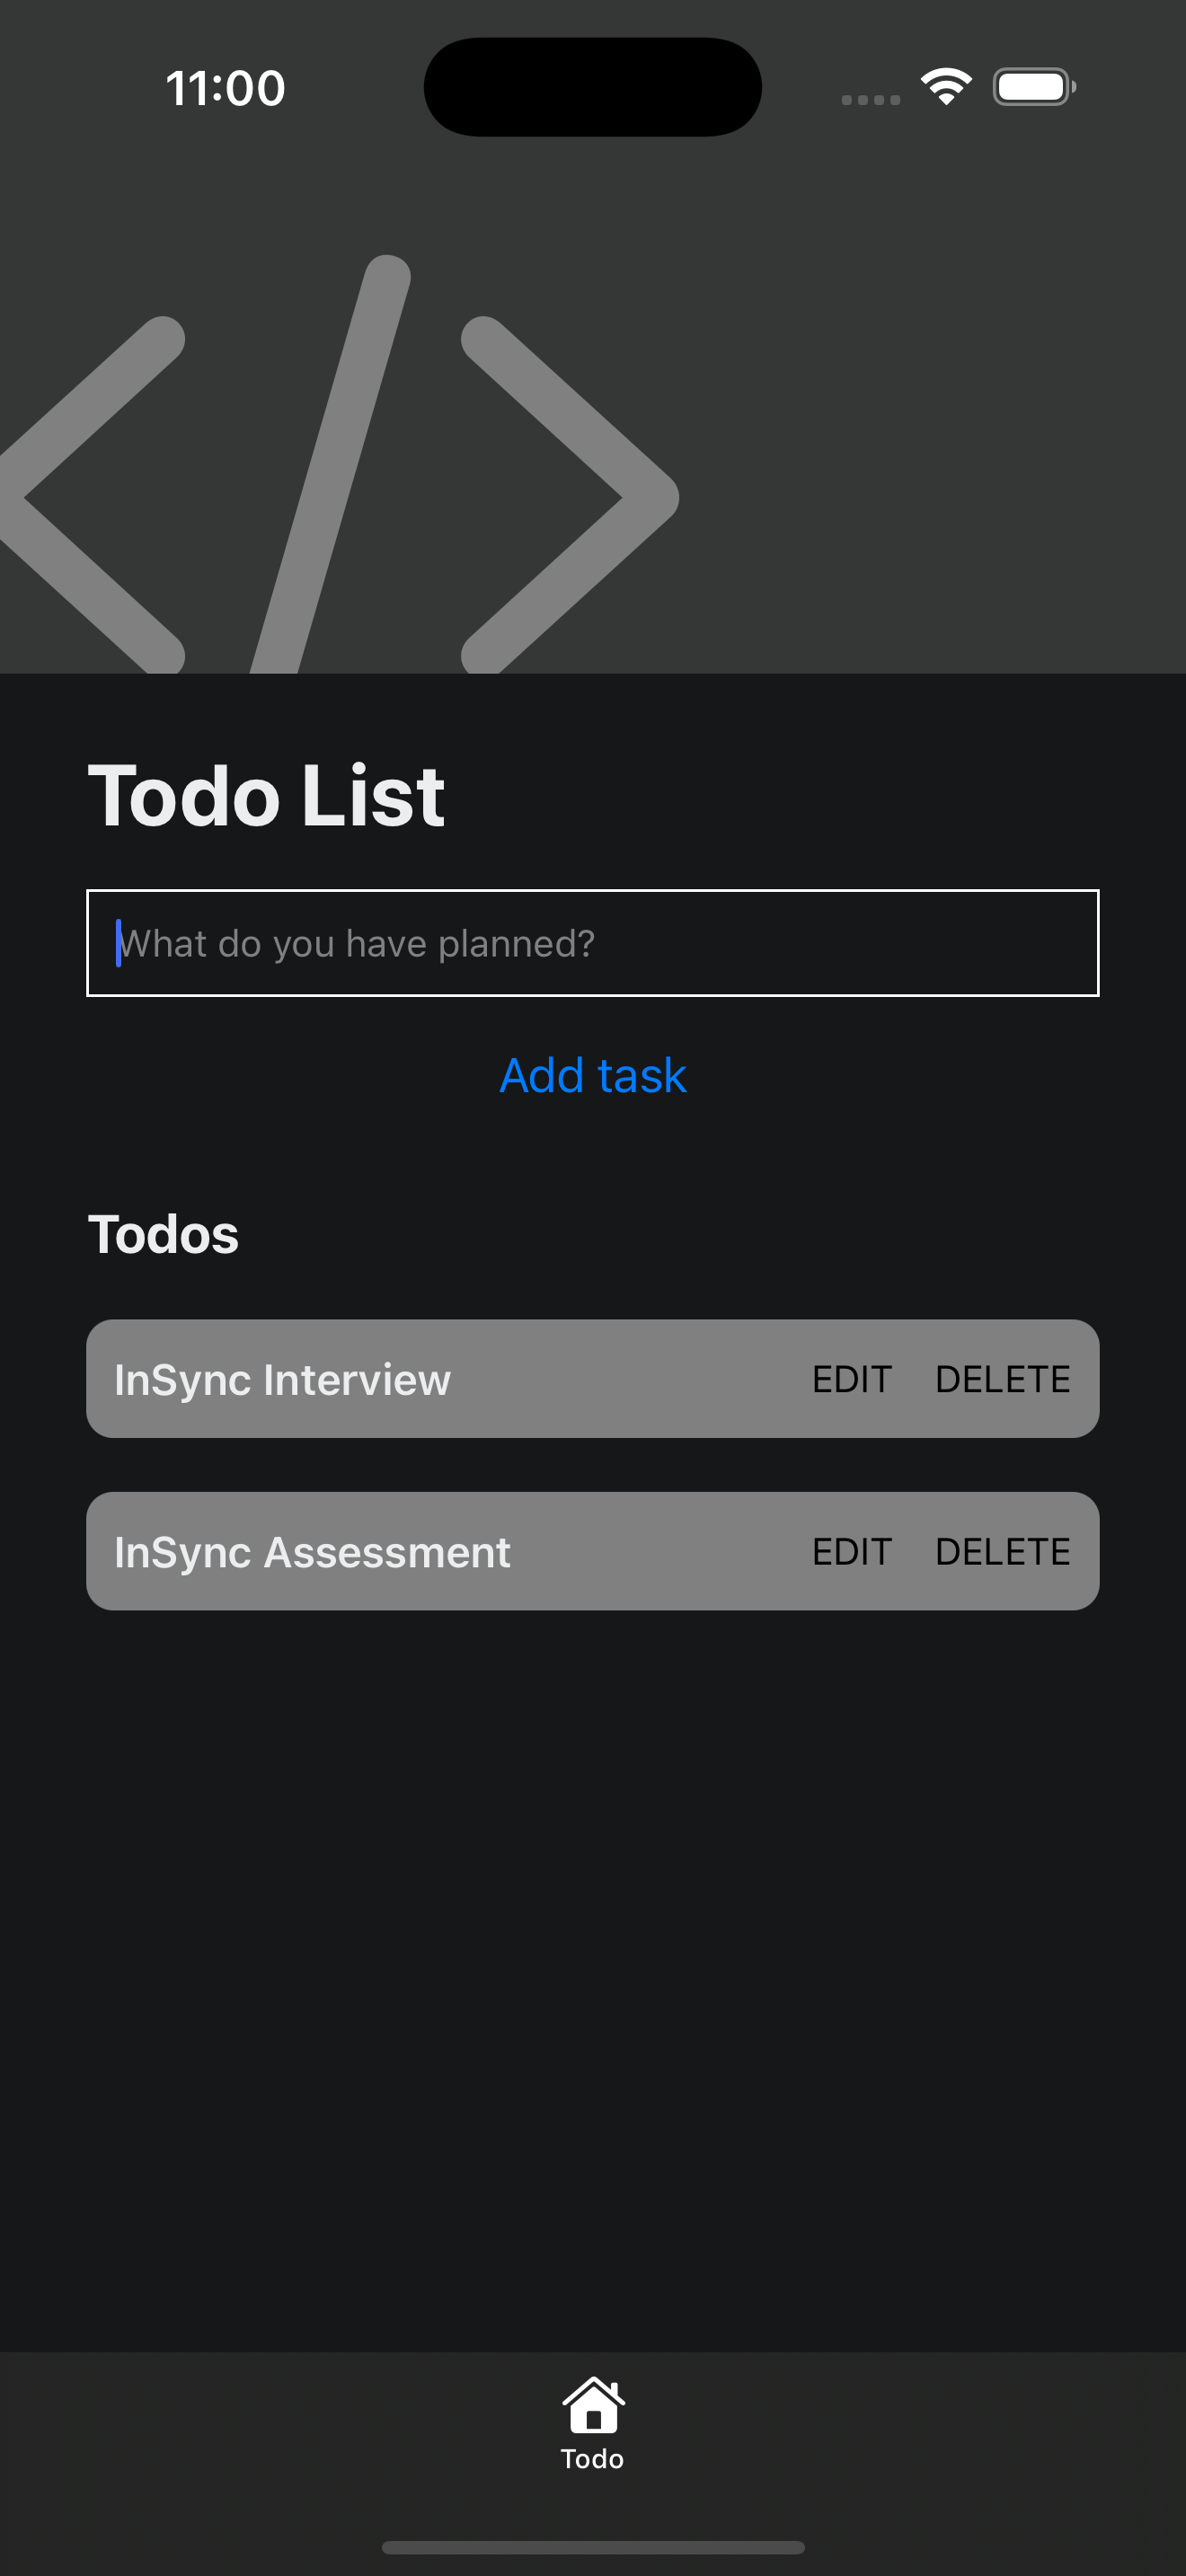 11:00
Todo List
What do you have planned?
Add task
Todos
InSync Interview EDIT DELETE
InSync Assessment EDIT DELETE
Todo